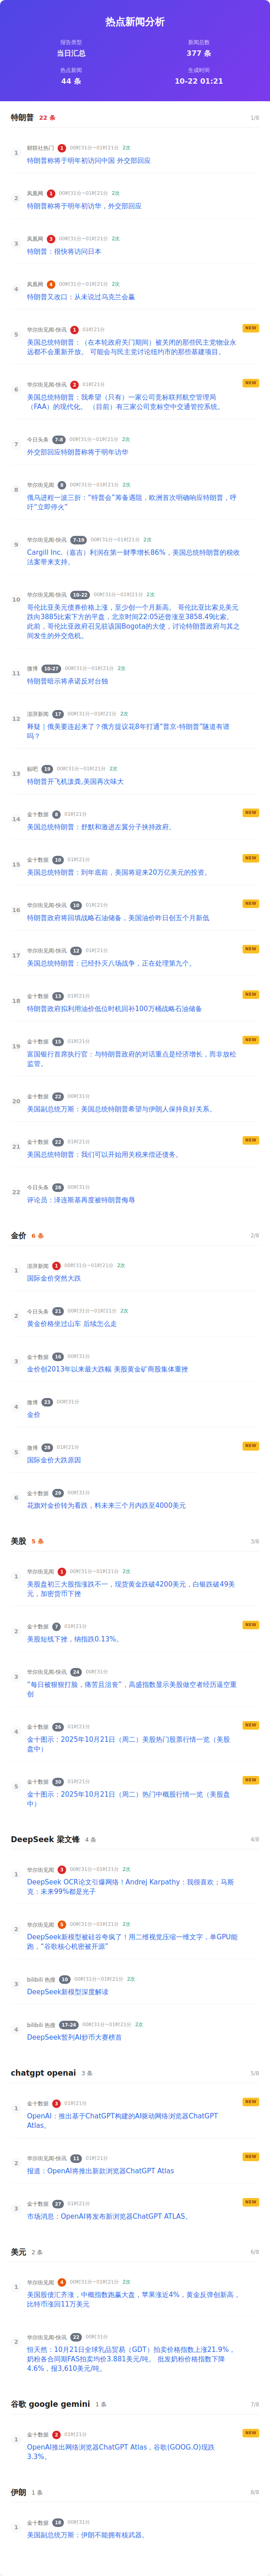 热点新闻分析
报告类型
当日汇总
新闻总数
377 条
热点新闻
44 条
生成时间
10-22 01:21
特朗普 22 条 1/8
1 财联社热门 1 00时31分~01时21分 2次
特朗普称将于明年初访问中国 外交部回应
2 凤凰网 1 00时31分~01时21分 2次
特朗普称将于明年初访华，外交部回应
3 凤凰网 3 00时31分~01时21分 2次
特朗普：很快将访问日本
4 凤凰网 4 00时31分~01时21分 2次
特朗普又改口：从未说过乌克兰会赢
5 华尔街见闻-快讯 1 01时21分 NEW
美国总统特朗普：（在本轮政府关门期间）被关闭的那些民主党物业永
远都不会重新开放。 可能会与民主党讨论纽约市的那些基建项目。
6 华尔街见闻-快讯 2 01时21分 NEW
美国总统特朗普：我希望（只有）一家公司竞标联邦航空管理局
（FAA）的现代化。 （目前）有三家公司竞标空中交通管控系统。
7 今日头条 7-8 00时31分~01时21分 2次
外交部回应特朗普称将于明年访华
8 华尔街见闻 8 00时31分~01时21分 2次
俄乌进程一波三折：“特普会”筹备遇阻，欧洲首次明确响应特朗普，呼
吁“立即停火”
9 华尔街见闻-快讯 7-19 00时31分~01时21分 2次
Cargill Inc.（嘉吉）利润在第一财季增长86%，美国总统特朗普的税收
法案带来支持。
10 华尔街见闻-快讯 10-22 00时31分~01时21分 2次
哥伦比亚美元债券价格上涨，至少创一个月新高。 哥伦比亚比索兑美元
跌向3885比索下方的平盘，北京时间22:05还曾涨至3858.49比索。
此前，哥伦比亚政府召见驻该国Bogota的大使，讨论特朗普政府与其之
间发生的外交危机。
11 微博 10-27 00时31分~01时21分 2次
特朗普暗示将承诺反对台独
12 澎湃新闻 17 00时31分~01时21分 2次
释疑｜俄美要连起来了？俄方提议花8年打通“普京-特朗普”隧道有谱
吗？
13 贴吧 19 00时31分~01时21分 2次
特朗普开飞机泼粪,美国再次味大
14 金十数据 8 01时21分 NEW
美国总统特朗普：舒默和激进左翼分子挟持政府。
15 金十数据 10 01时21分 NEW
美国总统特朗普：到年底前，美国将迎来20万亿美元的投资。
16 华尔街见闻-快讯 10 01时21分 NEW
特朗普政府将回填战略石油储备，美国油价昨日创五个月新低
17 华尔街见闻-快讯 12 01时21分 NEW
美国总统特朗普：已经扑灭八场战争，正在处理第九个。
18 金十数据 13 01时21分 NEW
特朗普政府拟利用油价低位时机回补100万桶战略石油储备
19 金十数据 15 01时21分 NEW
富国银行首席执行官：与特朗普政府的对话重点是经济增长，而非放松
监管。
20 金十数据 22 00时31分
美国副总统万斯：美国总统特朗普希望与伊朗人保持良好关系。
21 金十数据 22 01时21分 NEW
美国总统特朗普：我们可以开始用关税来偿还债务。
22 今日头条 28 00时31分
评论员：泽连斯基再度被特朗普侮辱
金价 6 条 2/8
1 澎湃新闻 1 00时31分~01时21分 2次
国际金价突然大跌
2 今日头条 21 00时31分~01时21分 2次
黄金价格坐过山车 后续怎么走
3 金十数据 16 00时31分
金价创2013年以来最大跌幅 美股黄金矿商股集体重挫
4 微博 23 00时31分
金价
5 微博 28 01时21分 NEW
国际金价大跌原因
6 金十数据 29 00时31分
花旗对金价转为看跌，料未来三个月内跌至4000美元
美股 5 条 3/8
1 华尔街见闻 1 00时31分~01时21分 2次
美股盘初三大股指涨跌不一，现货黄金跌破4200美元，白银跌破49美
元，加密货币下挫
2 金十数据 7 01时21分 NEW
美股短线下挫，纳指跌0.13%。
3 华尔街见闻-快讯 24 00时31分
“每日被狠狠打脸，痛苦且沮丧”，高盛指数显示美股做空者经历逼空重
创
4 金十数据 26 01时21分 NEW
金十图示：2025年10月21日（周二）美股热门股票行情一览（美股
盘中）
5 金十数据 30 01时21分 NEW
金十图示：2025年10月21日（周二）热门中概股行情一览（美股盘
中）
DeepSeek 梁文锋 4 条 4/8
1 华尔街见闻 3 00时31分~01时21分 2次
DeepSeek OCR论文引爆网络！Andrej Karpathy：我很喜欢；马斯
克：未来99%都是光子
2 华尔街见闻 5 00时31分~01时21分 2次
DeepSeek新模型被硅谷夸疯了！用二维视觉压缩一维文字，单GPU能
跑，“谷歌核心机密被开源”
3 bilibili 热搜 10 00时31分~01时21分 2次
DeepSeek新模型深度解读
4 bilibili 热搜 17-24 00时31分~01时21分 2次
DeepSeek暂列AI炒币大赛榜首
chatgpt openai 3 条 5/8
1 金十数据 3 01时21分 NEW
OpenAI：推出基于ChatGPT构建的AI驱动网络浏览器ChatGPT
Atlas。
2 华尔街见闻-快讯 11 01时21分 NEW
报道：OpenAI将推出新款浏览器ChatGPT Atlas
3 金十数据 27 01时21分 NEW
市场消息：OpenAI将发布新浏览器ChatGPT ATLAS。
美元 2 条 6/8
1 华尔街见闻 4 00时31分~01时21分 2次
美国股债汇齐涨，中概指数跑赢大盘，苹果涨近4%，黄金反弹创新高，
比特币涨回11万美元
2 华尔街见闻-快讯 22 00时31分
恒天然：10月21日全球乳品贸易（GDT）拍卖价格指数上涨21.9%，
奶粉各合同期FAS拍卖均价3.881美元/吨。 批发奶粉价格指数下降
4.6%，报3,610美元/吨。
谷歌 google gemini 1 条 7/8
1 金十数据 2 01时21分 NEW
OpenAI推出网络浏览器ChatGPT Atlas，谷歌(GOOG.O)现跌
3.3%。
伊朗 1 条 8/8
1 金十数据 18 00时31分
美国副总统万斯：伊朗不能拥有核武器。